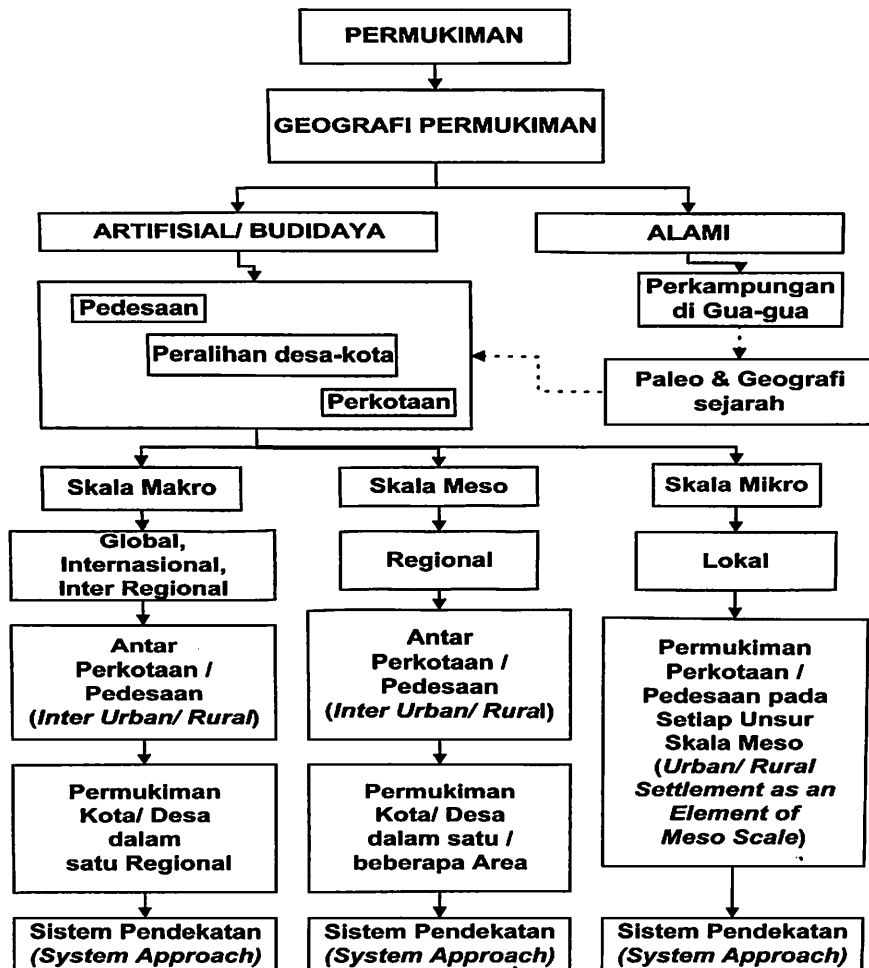 PERMUKIMAN
GEOGRAFI PERMUKIMAN
ARTIFISIAL/ BUDIDAYA
ALAMI
Pedesaan
Peralihan desa-kota
Perkotaan
Perkampungan
di Gua-gua
Paleo & Geografi
sejarah
Skala Makro
Skala Meso
Skala Mikro
Global,
Internasional,
Inter Regional
Regional
Lokal
Antar
Perkotaan /
Pedesaan
(Inter Urban/ Rural)
Antar
Perkotaan /
Pedesaan
(Inter Urban/ Rural)
Permukiman
Perkotaan /
Pedesaan pada
Setiap Unsur
Skala Meso
(Urban/ Rural
Settlement as an
Element of
Meso Scale)
Permukiman
Kota/ Desa
dalam
satu Regional
Permukiman
Kota/ Desa
dalam satu /
beberapa Area
Sistem Pendekatan
(System Approach)
Sistem Pendekatan
(System Approach)
Sistem Pendekatan
(System Approach)